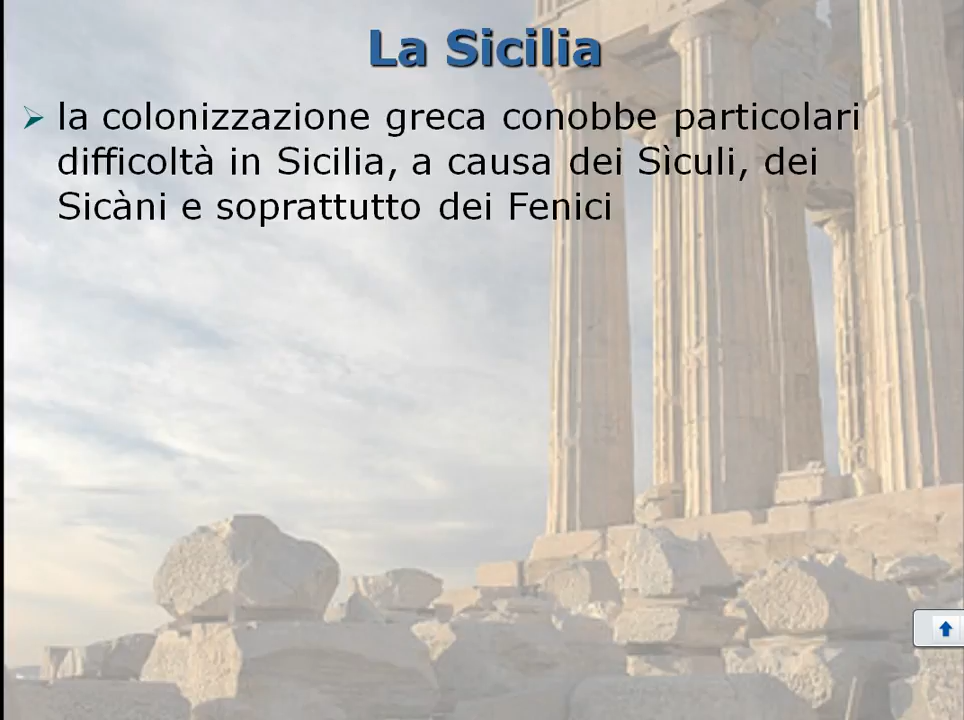 La Sicilia
la colonizzazione greca conobbe particolari
difficoltà in Sicilia, a causa dei Sìculi, dei
Sicàni e soprattutto dei Fenici